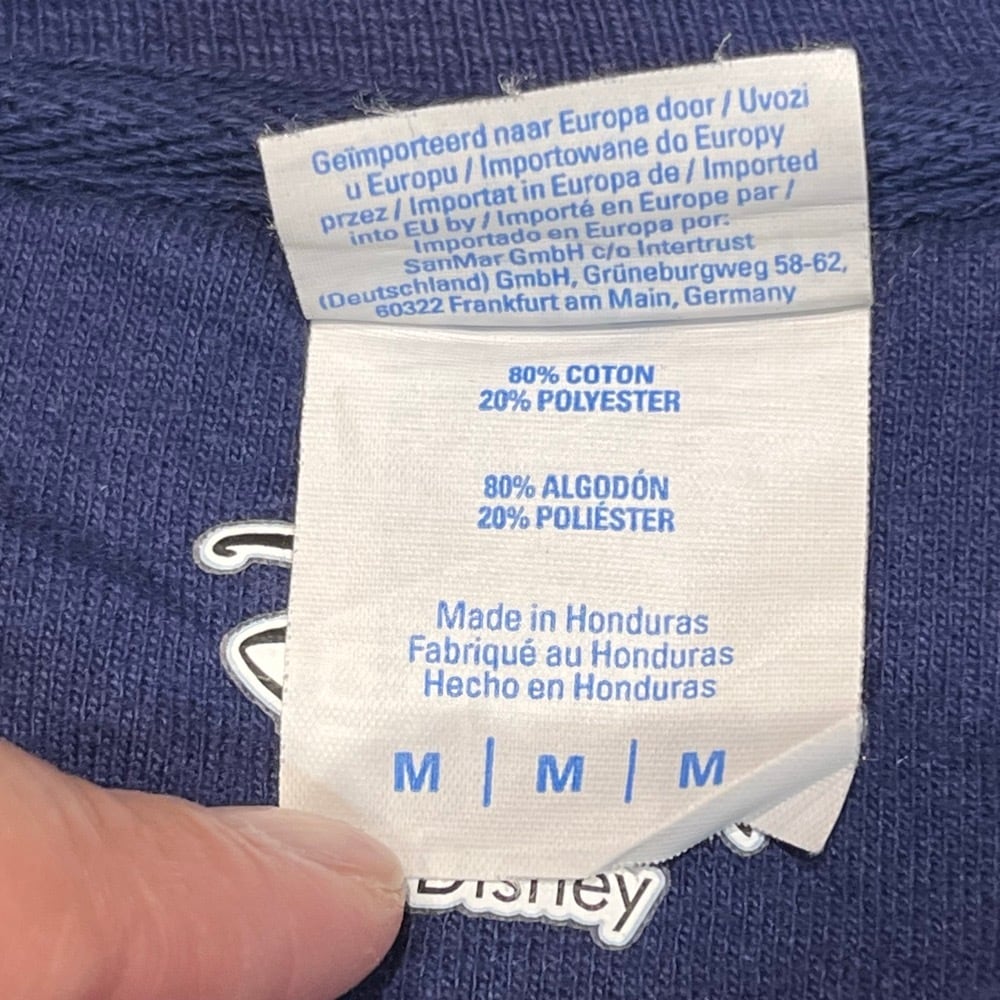 Geïmporteerd naar Europa door / Uvozi
u Europu / Importowane do Europy
przez / Importat in Europa de / Imported
into EU by / Importé en Europe par /
Importado en Europa por:
SanMar GmbH c/o Intertrust
(Deutschland) GmbH, Grüneburgweg 58-62,
60322 Frankfurt am Main, Germany
80% COTON
20% POLYESTER
80% ALGODÓN
20% POLIÉSTER
Made in Honduras
Fabriqué au Honduras
Hecho en Honduras
M | M | M
Disney